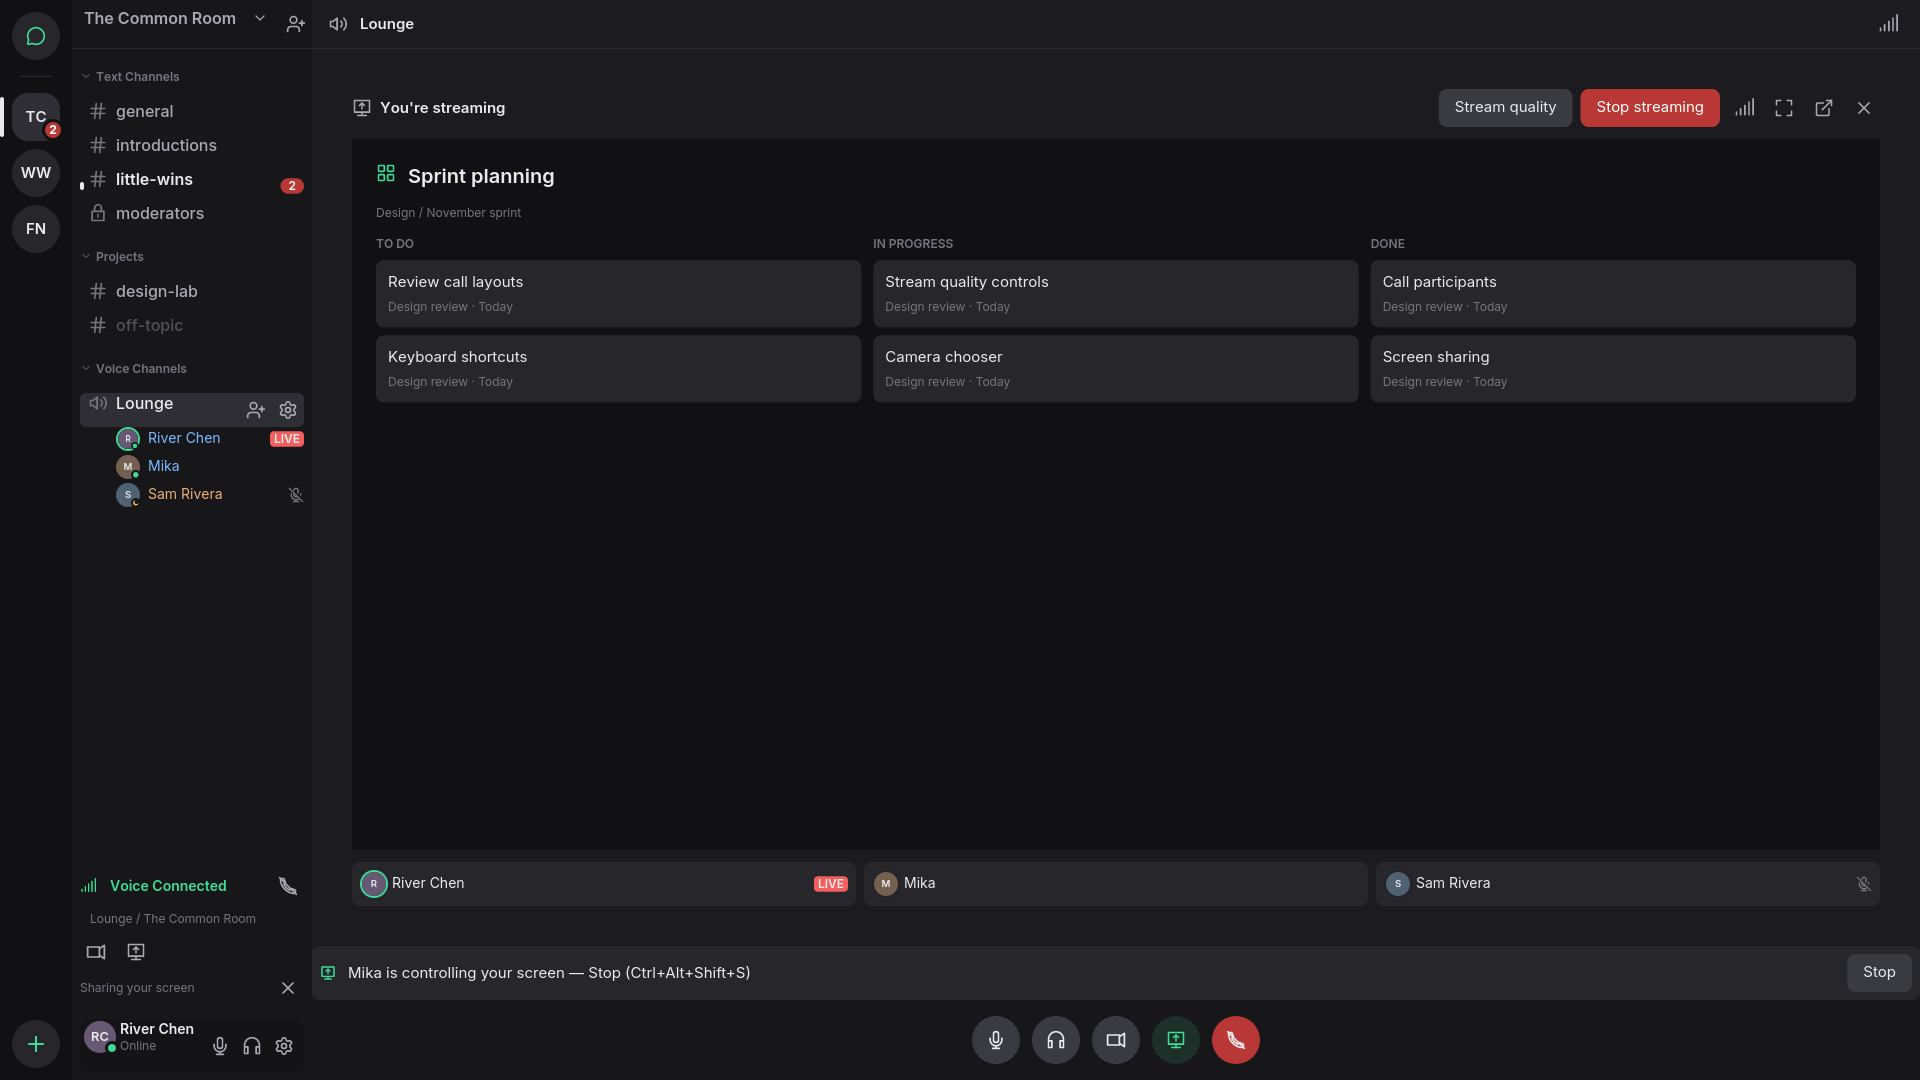 TC
2
WW
FN
The Common Room
Text Channels
general
introductions
little-wins
2
moderators
Projects
design-lab
off-topic
Voice Channels
Lounge
R
River Chen
LIVE
M
Mika
S
Sam Rivera
Voice Connected
Lounge / The Common Room
Sharing your screen
RC
River Chen
Online
Lounge
You're streaming
Stream quality
Stop streaming
Sprint planning
Design / November sprint
TO DO
Review call layouts
Design review · Today
Keyboard shortcuts
Design review · Today
IN PROGRESS
Stream quality controls
Design review · Today
Camera chooser
Design review · Today
DONE
Call participants
Design review · Today
Screen sharing
Design review · Today
R
River Chen
LIVE
M
Mika
S
Sam Rivera
Mika is controlling your screen — Stop (Ctrl+Alt+Shift+S)
Stop